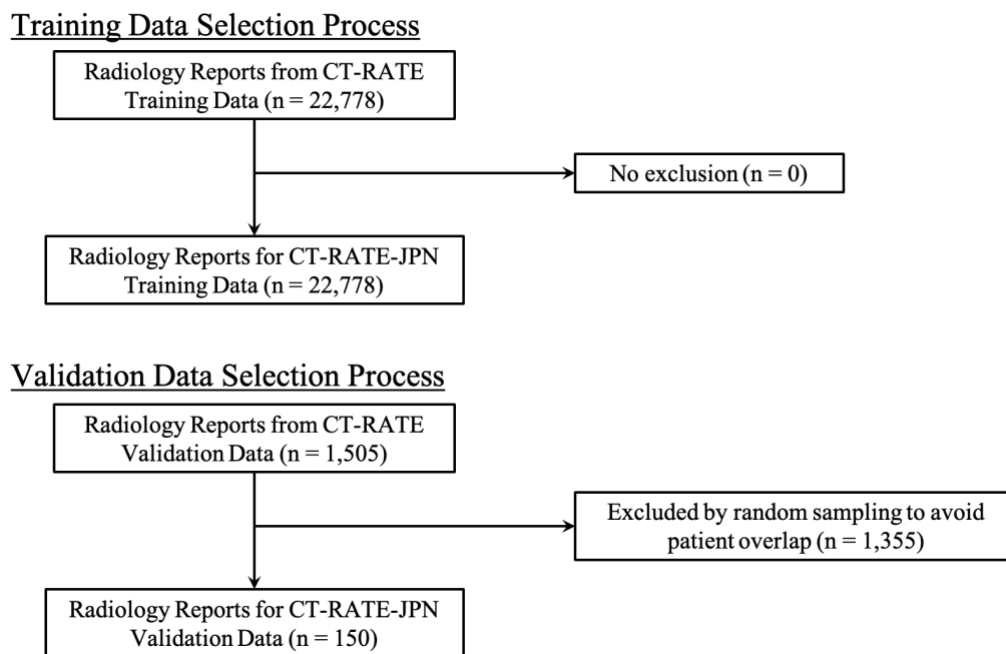 Training Data Selection Process
Radiology Reports from CT-RATE
Training Data (n = 22,778)
No exclusion (n = 0)
Radiology Reports for CT-RATE-JPN
Training Data (n = 22,778)
Validation Data Selection Process
Radiology Reports from CT-RATE
Validation Data (n = 1,505)
Excluded by random sampling to avoid
patient overlap (n = 1,355)
Radiology Reports for CT-RATE-JPN
Validation Data (n = 150)